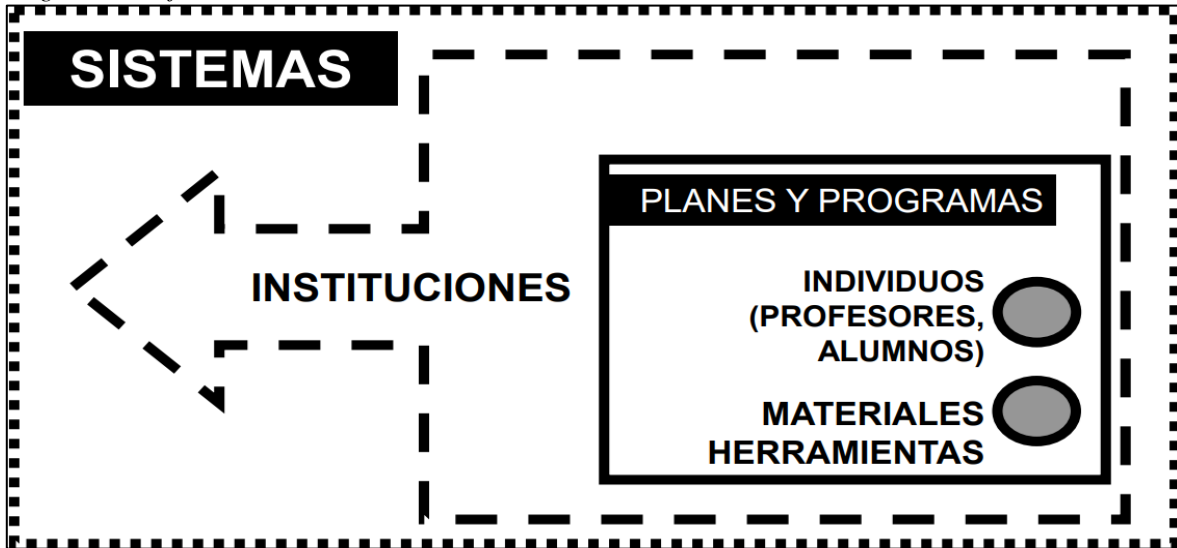 SISTEMAS
PLANES Y PROGRAMAS
INSTITUCIONES
INDIVIDUOS
(PROFESORES,
ALUMNOS)
MATERIALES
HERRAMIENTAS